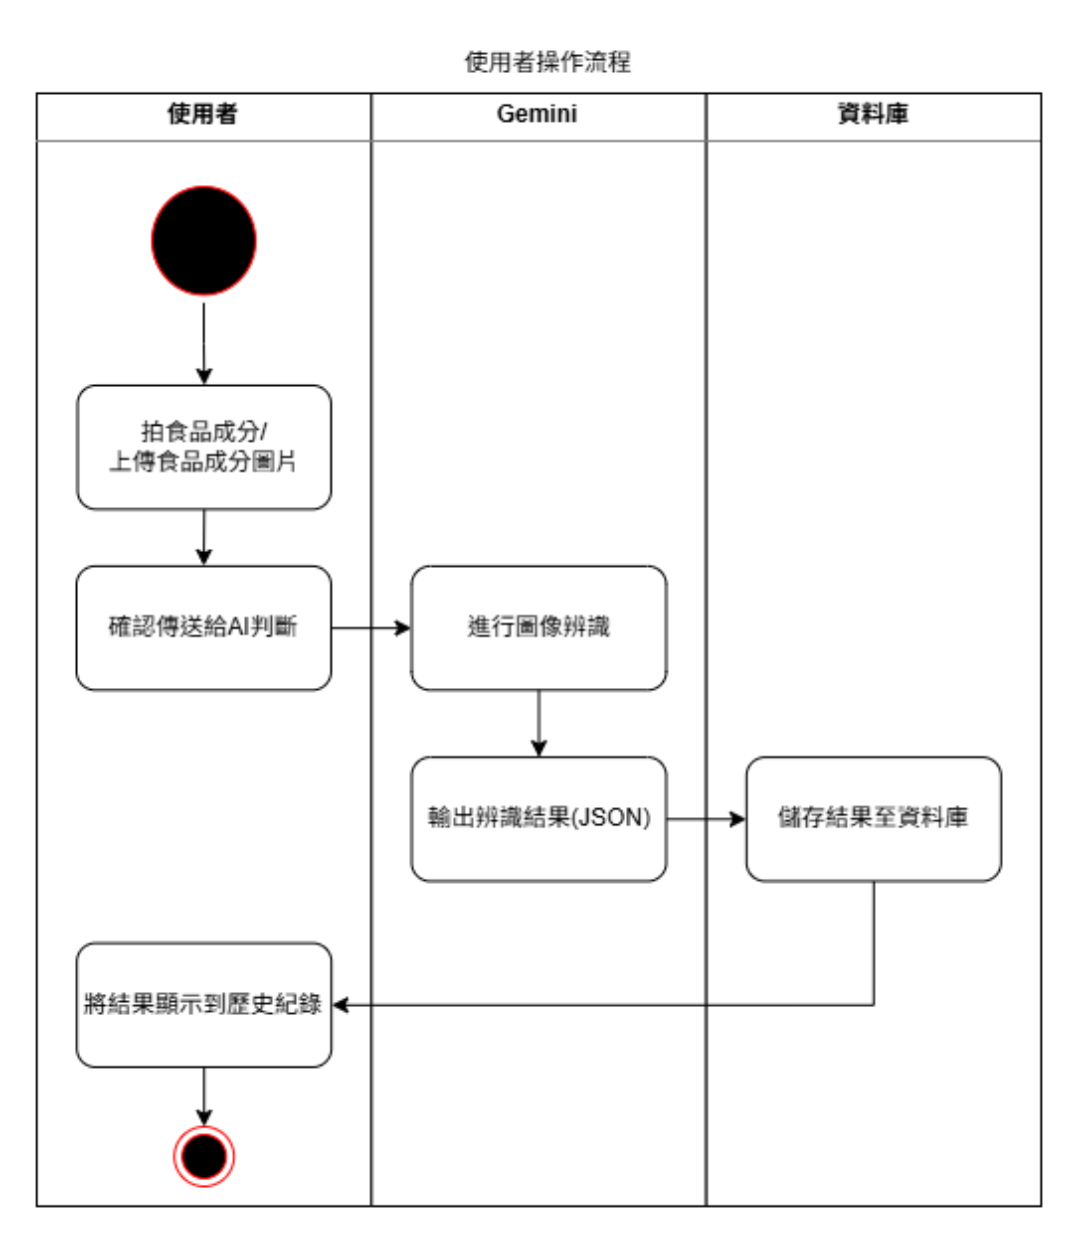 使用者操作流程
使用者
Gemini
資料庫
拍食品成分/
上傳食品成分圖片
確認傳送給AI判斷
進行圖像辨識
輸出辨識結果(JSON)
儲存結果至資料庫
將結果顯示到歷史紀錄